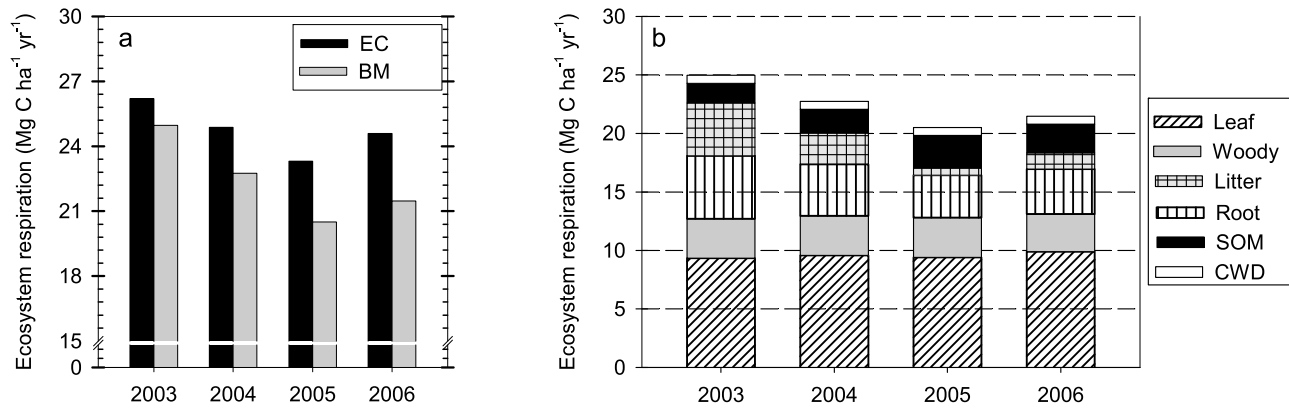 a
EC
BM
Ecosystem respiration (Mg C ha⁻¹ yr⁻¹)
30
27
24
21
18
15
0
2003 2004 2005 2006
b
Ecosystem respiration (Mg C ha⁻¹ yr⁻¹)
30
25
20
15
10
5
0
2003 2004 2005 2006
Leaf
Woody
Litter
Root
SOM
CWD